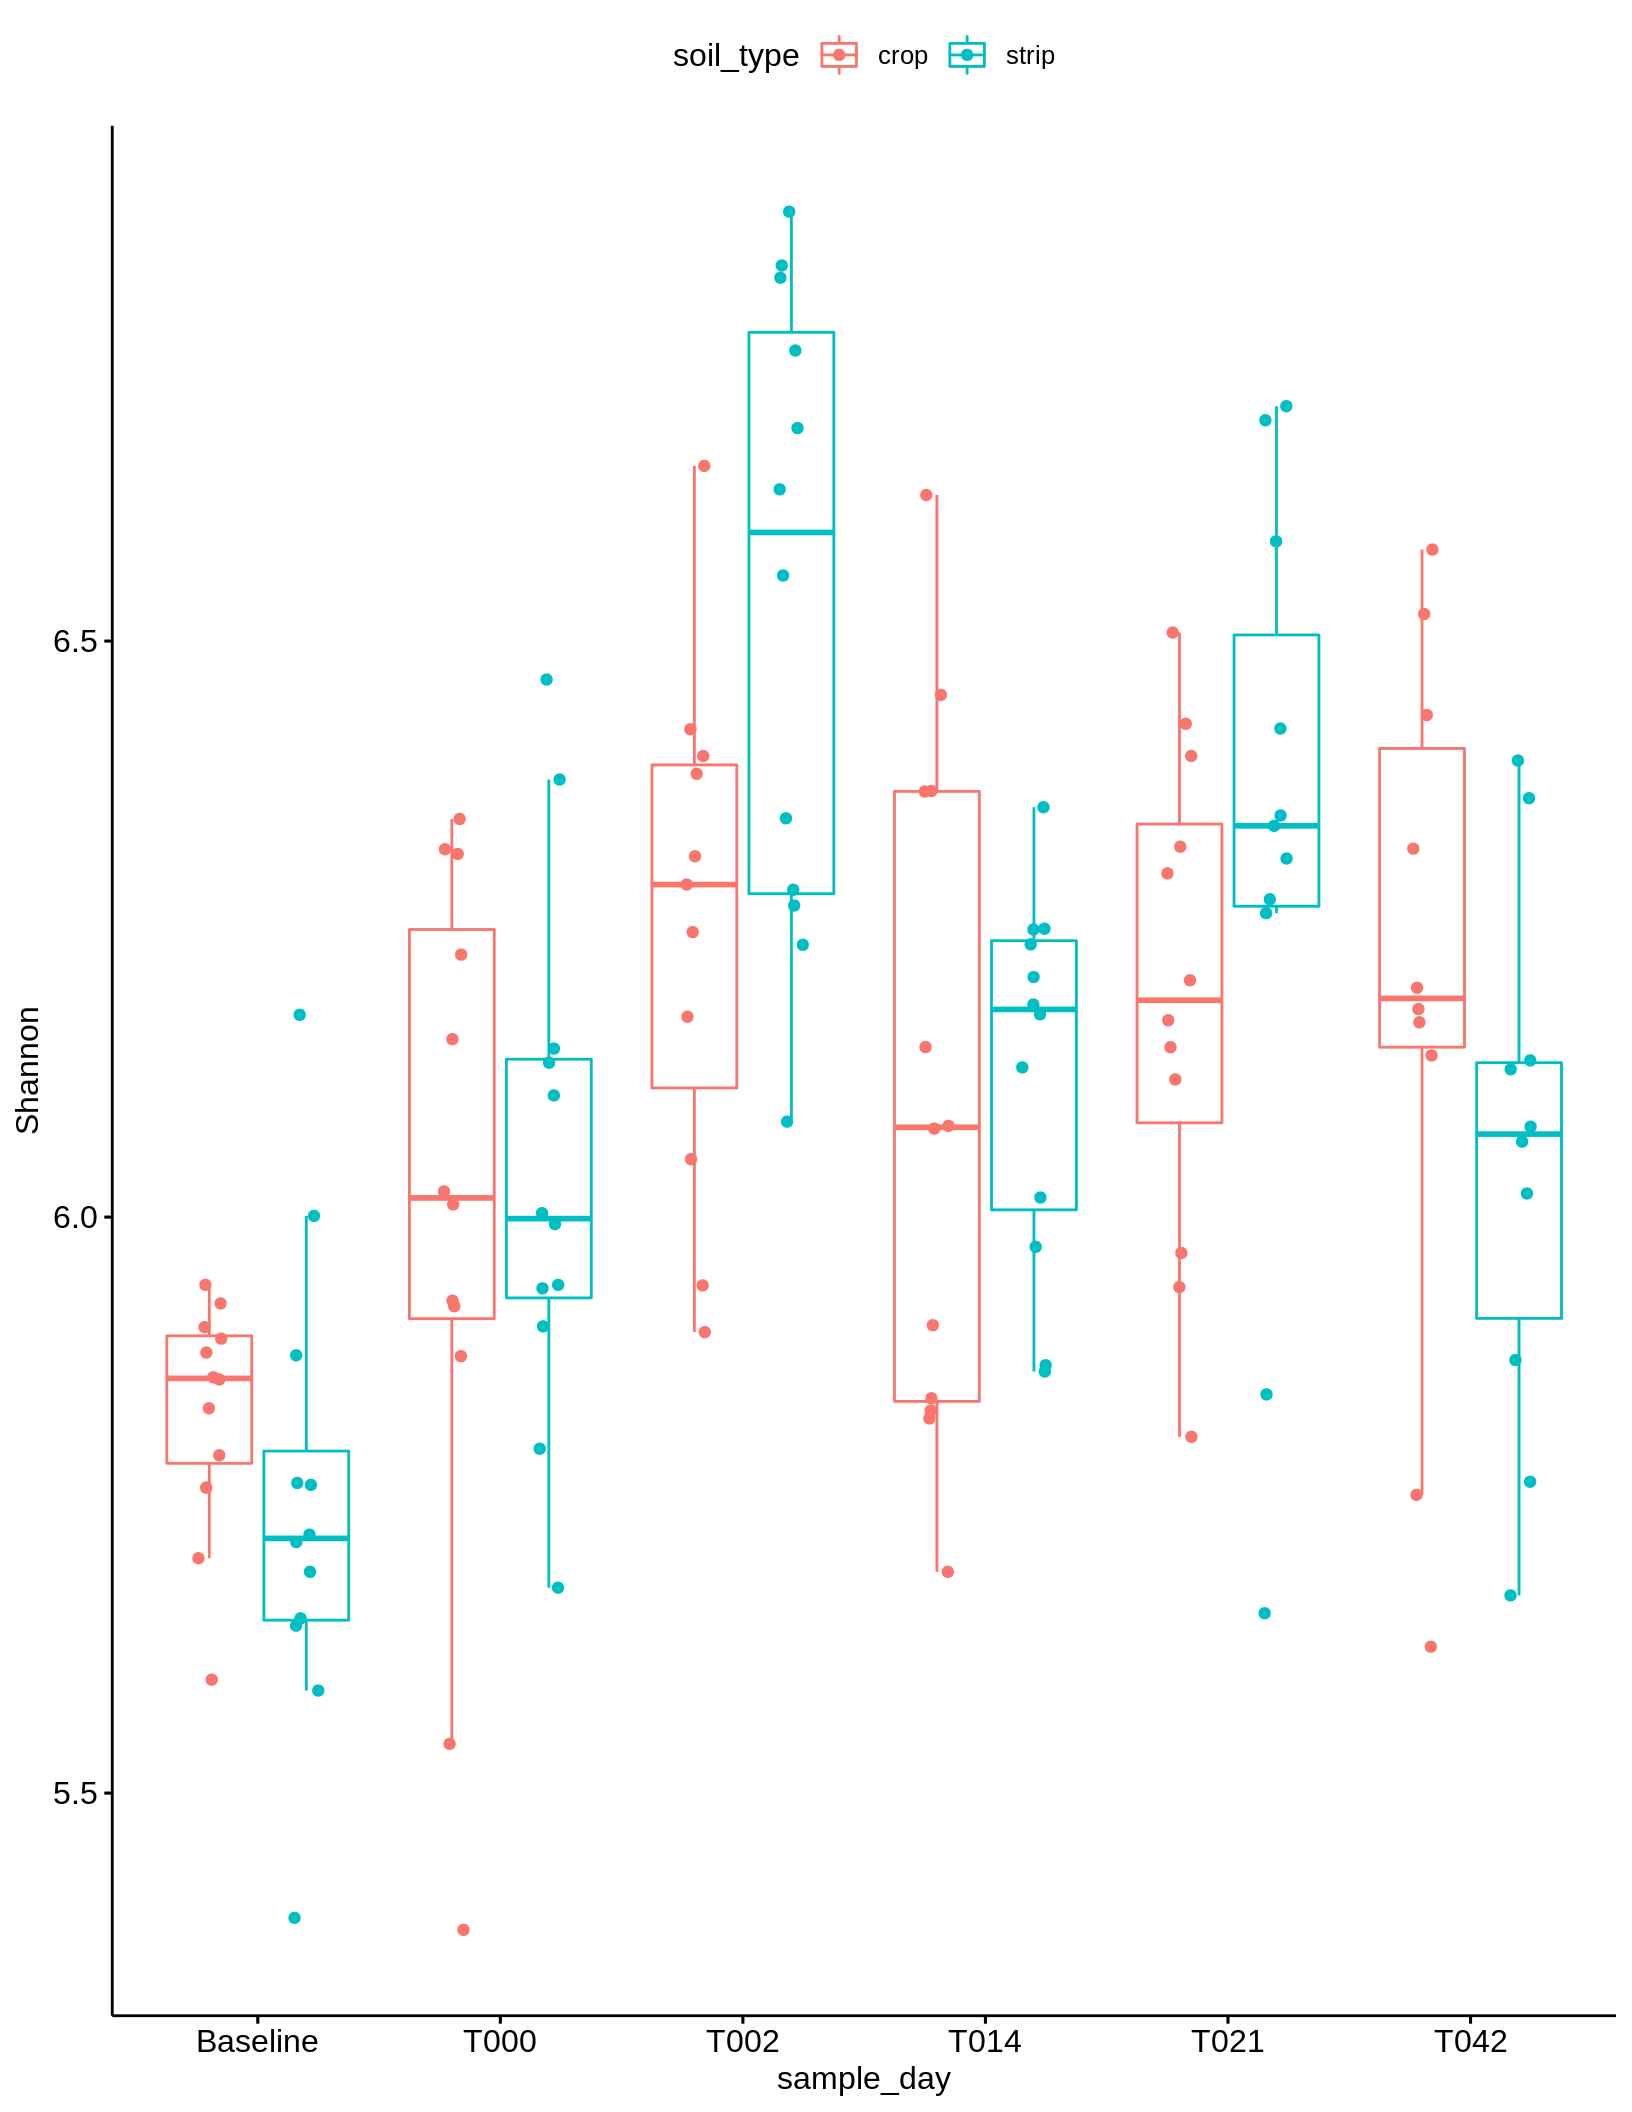 soil_type crop strip
Shannon
6.5
6.0
5.5
Baseline T000 T002 T014 T021 T042
sample_day